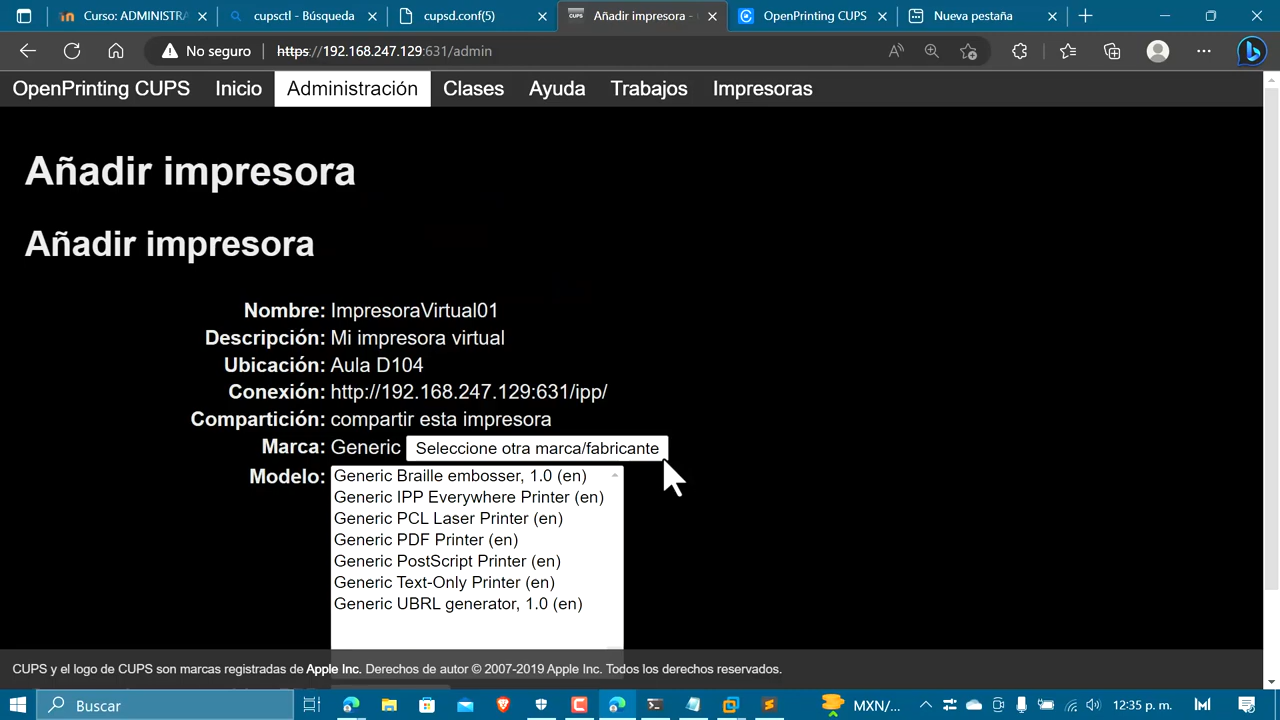 Curso: ADMINISTRA
cupsctl - Búsqueda
cupsd.conf(5)
CUPS
Añadir impresora -
OpenPrinting CUPS
Nueva pestaña
No seguro
https://192.168.247.129:631/admin
OpenPrinting CUPS Inicio Administración Clases Ayuda Trabajos Impresoras
Añadir impresora
Añadir impresora
Nombre: ImpresoraVirtual01
Descripción: Mi impresora virtual
Ubicación: Aula D104
Conexión: http://192.168.247.129:631/ipp/
Compartición: compartir esta impresora
Marca: Generic Seleccione otra marca/fabricante
Modelo: Generic Braille embosser, 1.0 (en)
Generic IPP Everywhere Printer (en)
Generic PCL Laser Printer (en)
Generic PDF Printer (en)
Generic PostScript Printer (en)
Generic Text-Only Printer (en)
Generic UBRL generator, 1.0 (en)
CUPS y el logo de CUPS son marcas registradas de Apple Inc. Derechos de autor © 2007-2019 Apple Inc. Todos los derechos reservados.
Buscar
MXN/...
12:35 p. m.